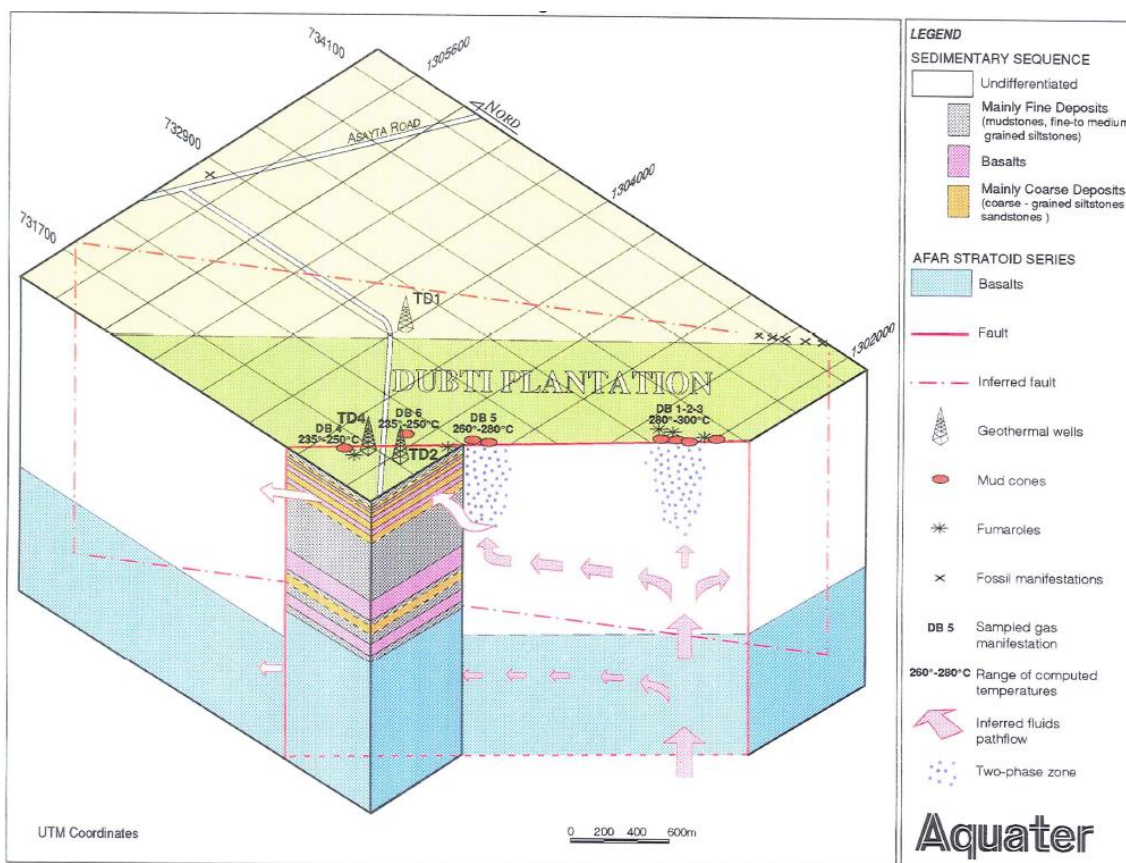 734100
1305600
NORD
ASAYTA ROAD
732900
1304000
731700
TD1
1302000
DUBTI PLANTATION
DB 6
235°-250°C
TD4
DB 4
235°-250°C
DB 5
260°-280°C
DB 1-2-3
280°-300°C
TD2
UTM Coordinates
0 200 400 600m
LEGEND
SEDIMENTARY SEQUENCE
Undifferentiated
Mainly Fine Deposits
(mudstones, fine-to medium
grained siltstones)
Basalts
Mainly Coarse Deposits
(coarse - grained siltstones
sandstones )
AFAR STRATOID SERIES
Basalts
Fault
Inferred fault
Geothermal wells
Mud cones
Fumaroles
Fossil manifestations
DB 5 Sampled gas
manifestation
260°-280°C Range of computed
temperatures
Inferred fluids
pathflow
Two-phase zone
Aquater